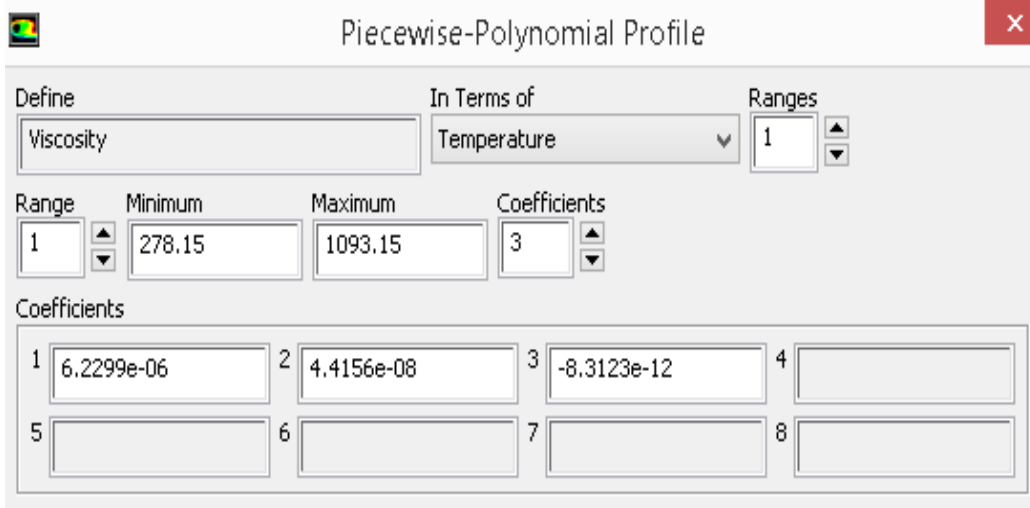 Piecewise-Polynomial Profile
x
Define In Terms of Ranges
Viscosity Temperature 1
Range Minimum Maximum Coefficients
1 278.15 1093.15 3
Coefficients
1 6.2299e-06 2 4.4156e-08 3 -8.3123e-12 4
5 6 7 8